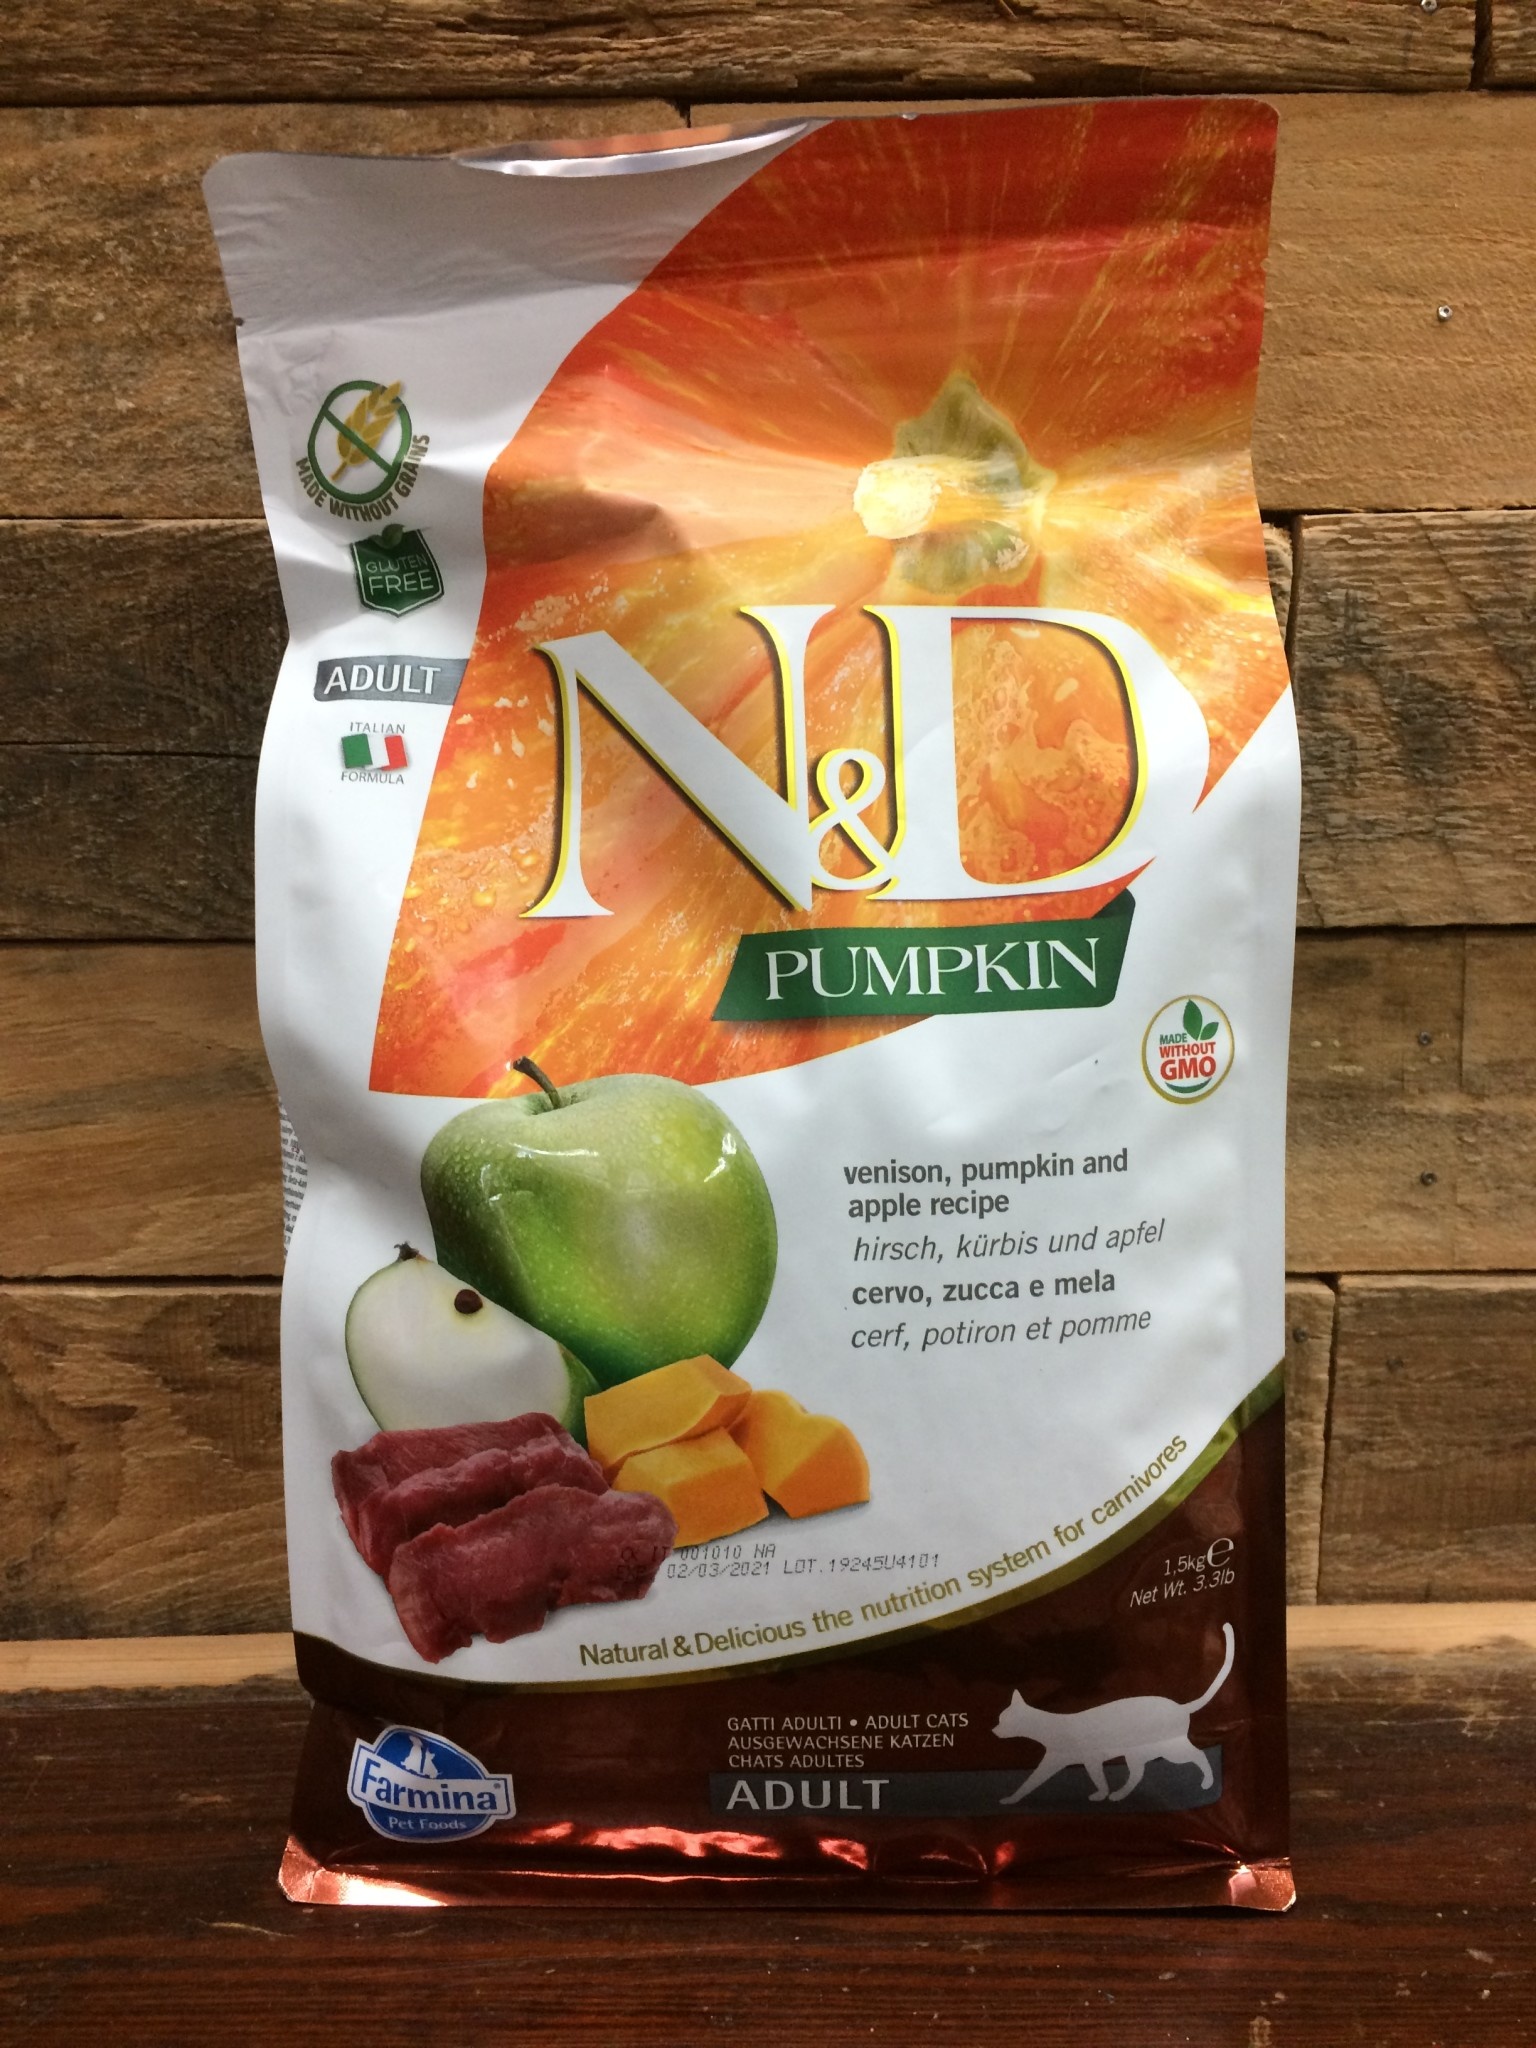 MADE WITHOUT GRAINS
GLUTEN
FREE
ADULT
ITALIAN
FORMULA
N&D
PUMPKIN
MADE
WITHOUT
GMO
venison, pumpkin and
apple recipe
hirsch, kürbis und apfel
cervo, zucca e mela
cerf, potiron et pomme
IT 001010 NA
02/03/2021 LOT.19245U4101
Natural & Delicious the nutrition system for carnivores
1,5kg e
Net Wt. 3.3lb
GATTI ADULTI • ADULT CATS
AUSGEWACHSENE KATZEN
CHATS ADULTES
ADULT
Farmina®
Pet Foods